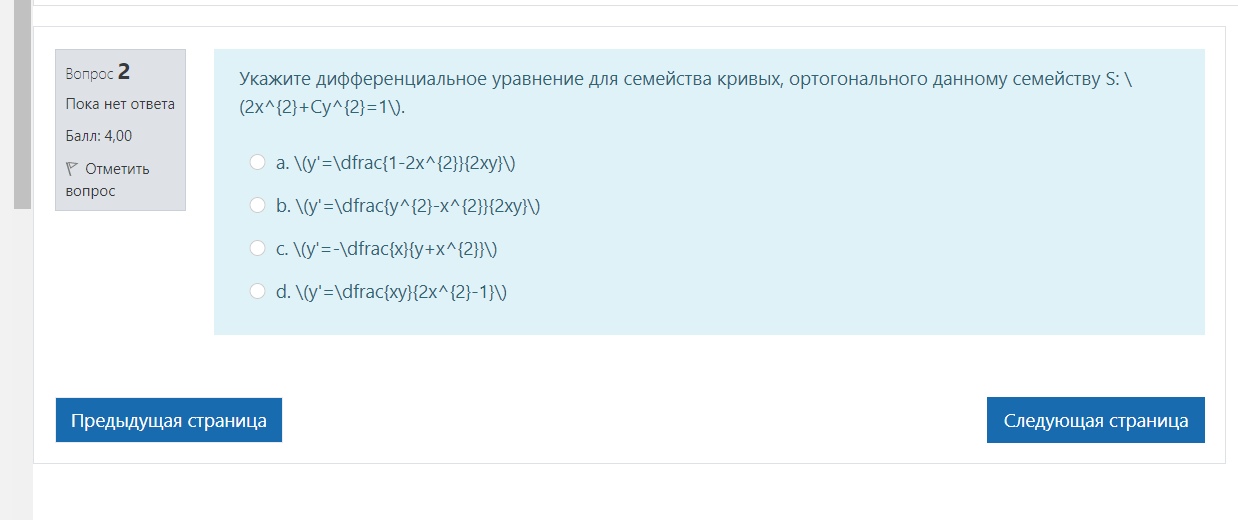 Вопрос 2
Пока нет ответа
Балл: 4,00
Отметить
вопрос
Укажите дифференциальное уравнение для семейства кривых, ортогонального данному семейству S: \
(2x^{2}+Cy^{2}=1\).
a. \(y'=\dfrac{1-2x^{2}}{2xy}\)
b. \(y'=\dfrac{y^{2}-x^{2}}{2xy}\)
c. \(y'=-\dfrac{x}{y+x^{2}}\)
d. \(y'=\dfrac{xy}{2x^{2}-1}\)
Предыдущая страница
Следующая страница